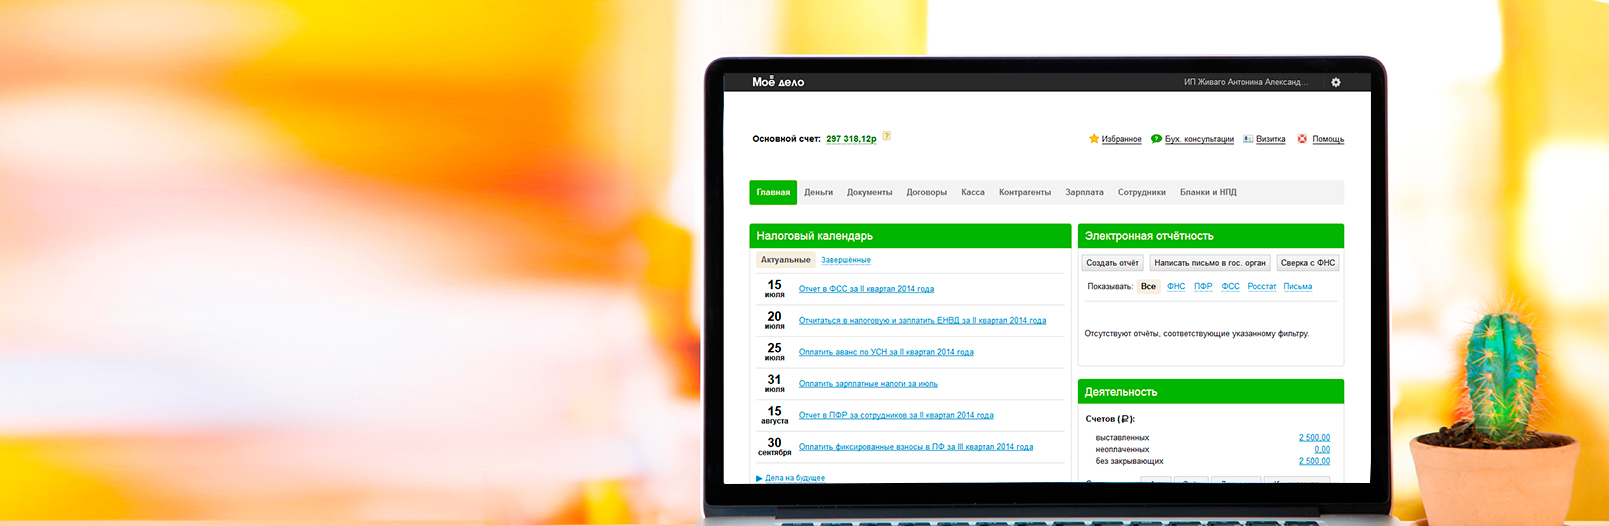 Моё дело
ИП Живаго Антонина Александ...
Основной счет: 297 318,12р ?
Избранное Бух. консультации Визитка Помощь
Главная Деньги Документы Договоры Касса Контрагенты Зарплата Сотрудники Бланки и НПД
Налоговый календарь
Актуальные Завершённые
15 июля Отчет в ФСС за II квартал 2014 года
20 июля Отчитаться в налоговую и заплатить ЕНВД за II квартал 2014 года
25 июля Оплатить аванс по УСН за II квартал 2014 года
31 июля Оплатить зарплатные налоги за июль
15 августа Отчет в ПФР за сотрудников за II квартал 2014 года
30 сентября Оплатить фиксированные взносы в ПФ за III квартал 2014 года
Дела на будущее
Электронная отчётность
Создать отчёт Написать письмо в гос. орган Сверка с ФНС
Показывать: Все ФНС ПФР ФСС Росстат Письма
Отсутствуют отчёты, соответствующие указанному фильтру.
Деятельность
Счетов (₽):
выставленных 2 500,00
неоплаченных 0,00
без закрывающих 2 500,00